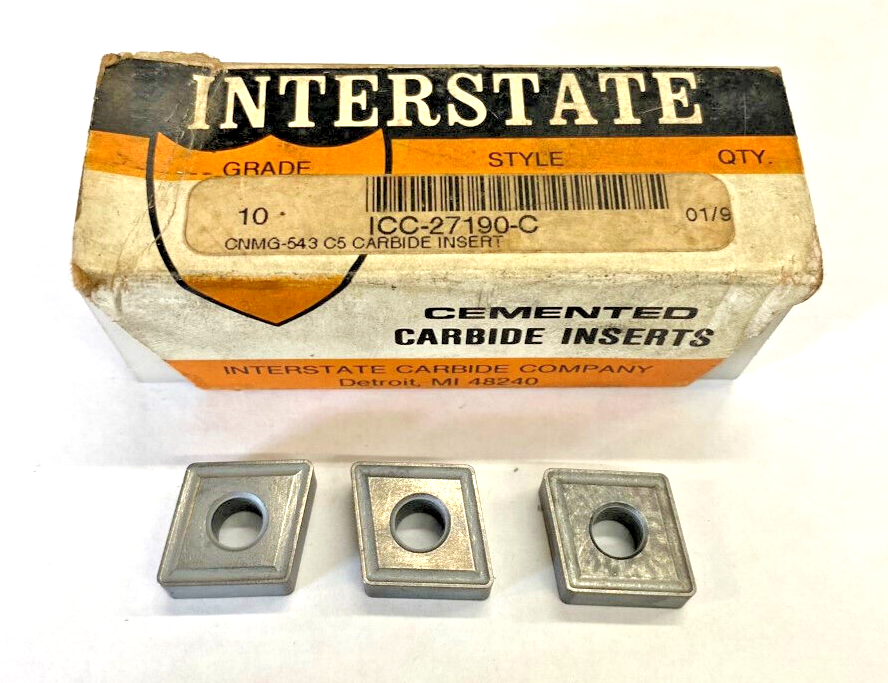 INTERSTATE
GRADE STYLE QTY.
10 ICC-27190-C 01/9
CNMG-543 C5 CARBIDE INSERT
CEMENTED
CARBIDE INSERTS
INTERSTATE CARBIDE COMPANY
Detroit, MI 48240